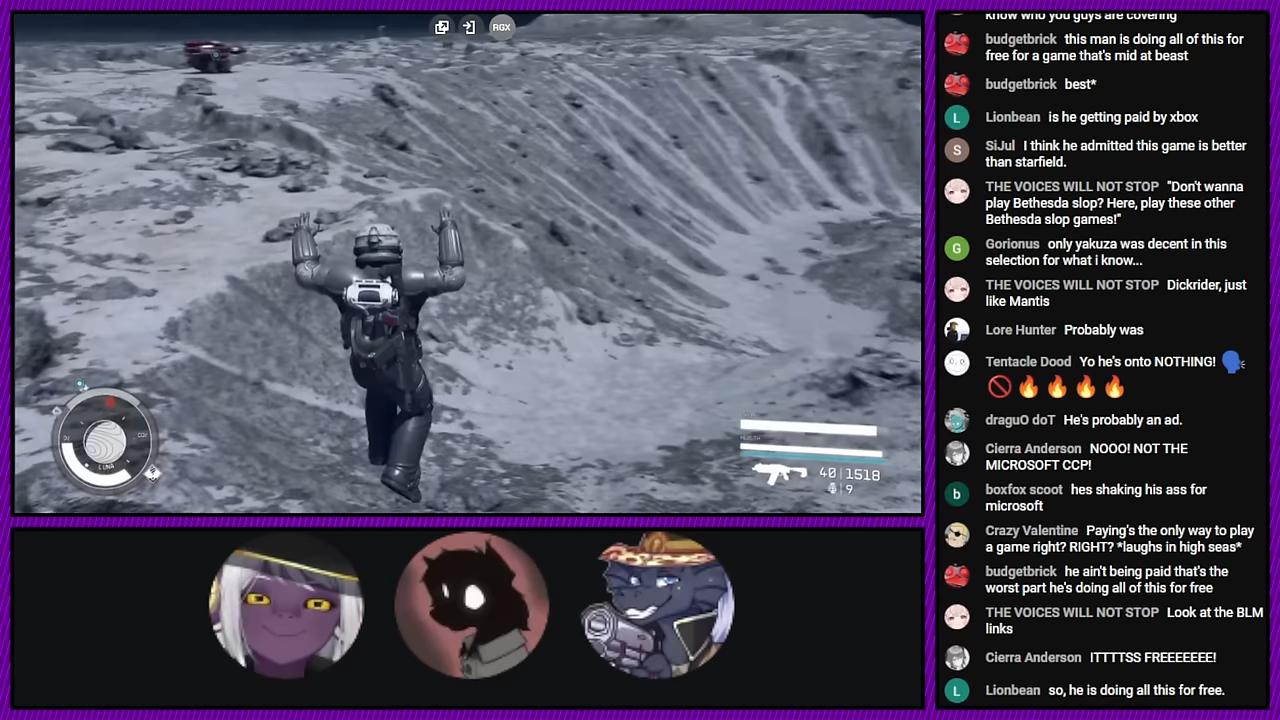 RGX
LUNA
HEALTH
40|1518
9
know who you guys are covering
budgetbrick this man is doing all of this for
free for a game that's mid at beast
budgetbrick best*
L Lionbean is he getting paid by xbox
S SiJul I think he admitted this game is better
than starfield.
THE VOICES WILL NOT STOP "Don't wanna
play Bethesda slop? Here, play these other
Bethesda slop games!"
G Gorionus only yakuza was decent in this
selection for what i know...
THE VOICES WILL NOT STOP Dickrider, just
like Mantis
Lore Hunter Probably was
Tentacle Dood Yo he's onto NOTHING! 🗣️
🚫🔥🔥🔥🔥
draguO doT He's probably an ad.
Cierra Anderson NOOO! NOT THE
MICROSOFT CCP!
b boxfox scoot hes shaking his ass for
microsoft
Crazy Valentine Paying's the only way to play
a game right? RIGHT? *laughs in high seas*
budgetbrick he ain't being paid that's the
worst part he's doing all of this for free
THE VOICES WILL NOT STOP Look at the BLM
links
Cierra Anderson ITTTTSS FREEEEEEE!
L Lionbean so, he is doing all this for free.